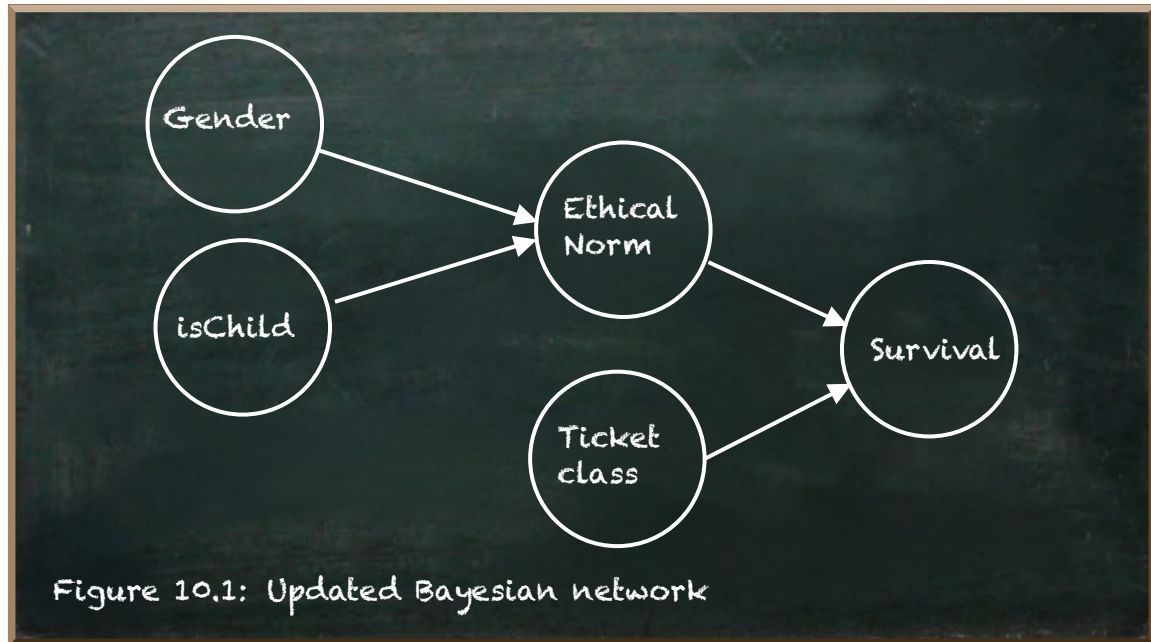 Gender
isChild
Ethical
Norm
Ticket
class
Survival
Figure 10.1: Updated Bayesian network